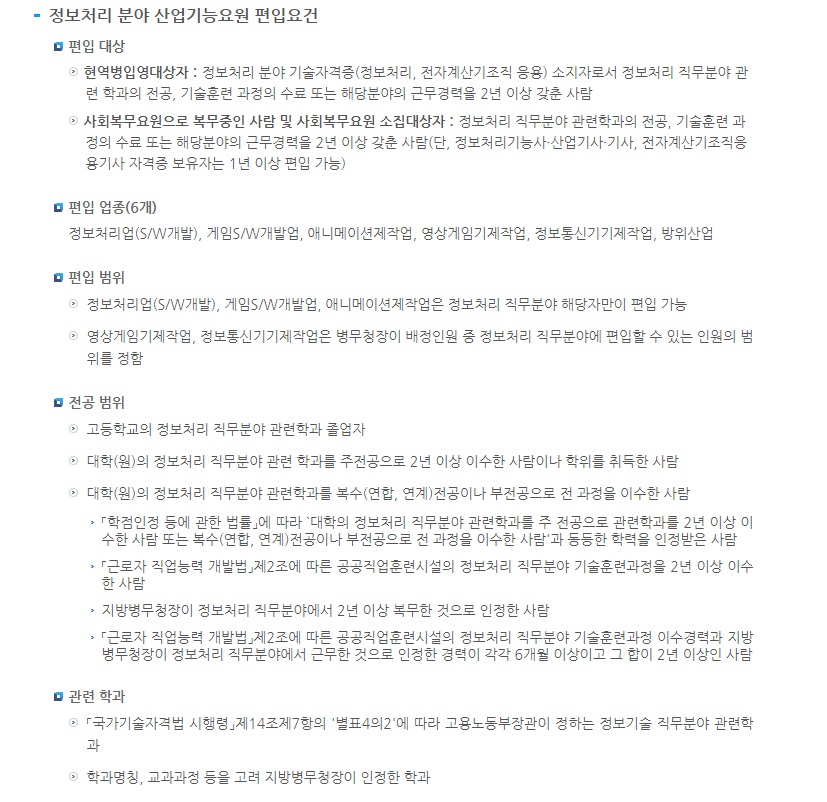 정보처리 분야 산업기능요원 편입요건
편입 대상
현역병입영대상자 : 정보처리 분야 기술자격증(정보처리, 전자계산기조직 응용) 소지자로서 정보처리 직무분야 관
련 학과의 전공, 기술훈련 과정의 수료 또는 해당분야의 근무경력을 2년 이상 갖춘 사람
사회복무요원으로 복무중인 사람 및 사회복무요원 소집대상자 : 정보처리 직무분야 관련학과의 전공, 기술훈련 과
정의 수료 또는 해당분야의 근무경력을 2년 이상 갖춘 사람(단, 정보처리기능사·산업기사·기사, 전자계산기조직응
용기사 자격증 보유자는 1년 이상 편입 가능)
편입 업종(6개)
정보처리업(S/W개발), 게임S/W개발업, 애니메이션제작업, 영상게임기제작업, 정보통신기기제작업, 방위산업
편입 범위
정보처리업(S/W개발), 게임S/W개발업, 애니메이션제작업은 정보처리 직무분야 해당자만이 편입 가능
영상게임기제작업, 정보통신기기제작업은 병무청장이 배정인원 중 정보처리 직무분야에 편입할 수 있는 인원의 범
위를 정함
전공 범위
고등학교의 정보처리 직무분야 관련학과 졸업자
대학(원)의 정보처리 직무분야 관련 학과를 주전공으로 2년 이상 이수한 사람이나 학위를 취득한 사람
대학(원)의 정보처리 직무분야 관련학과를 복수(연합, 연계)전공이나 부전공으로 전 과정을 이수한 사람
「학점인정 등에 관한 법률」에 따라 `대학의 정보처리 직무분야 관련학과를 주 전공으로 관련학과를 2년 이상 이
수한 사람 또는 복수(연합, 연계)전공이나 부전공으로 전 과정을 이수한 사람'과 동등한 학력을 인정받은 사람
「근로자 직업능력 개발법」제2조에 따른 공공직업훈련시설의 정보처리 직무분야 기술훈련과정을 2년 이상 이수
한 사람
지방병무청장이 정보처리 직무분야에서 2년 이상 복무한 것으로 인정한 사람
「근로자 직업능력 개발법」제2조에 따른 공공직업훈련시설의 정보처리 직무분야 기술훈련과정 이수경력과 지방
병무청장이 정보처리 직무분야에서 근무한 것으로 인정한 경력이 각각 6개월 이상이고 그 합이 2년 이상인 사람
관련 학과
「국가기술자격법 시행령」제14조제7항의 '별표4의2'에 따라 고용노동부장관이 정하는 정보기술 직무분야 관련학
과
학과명칭, 교과과정 등을 고려 지방병무청장이 인정한 학과